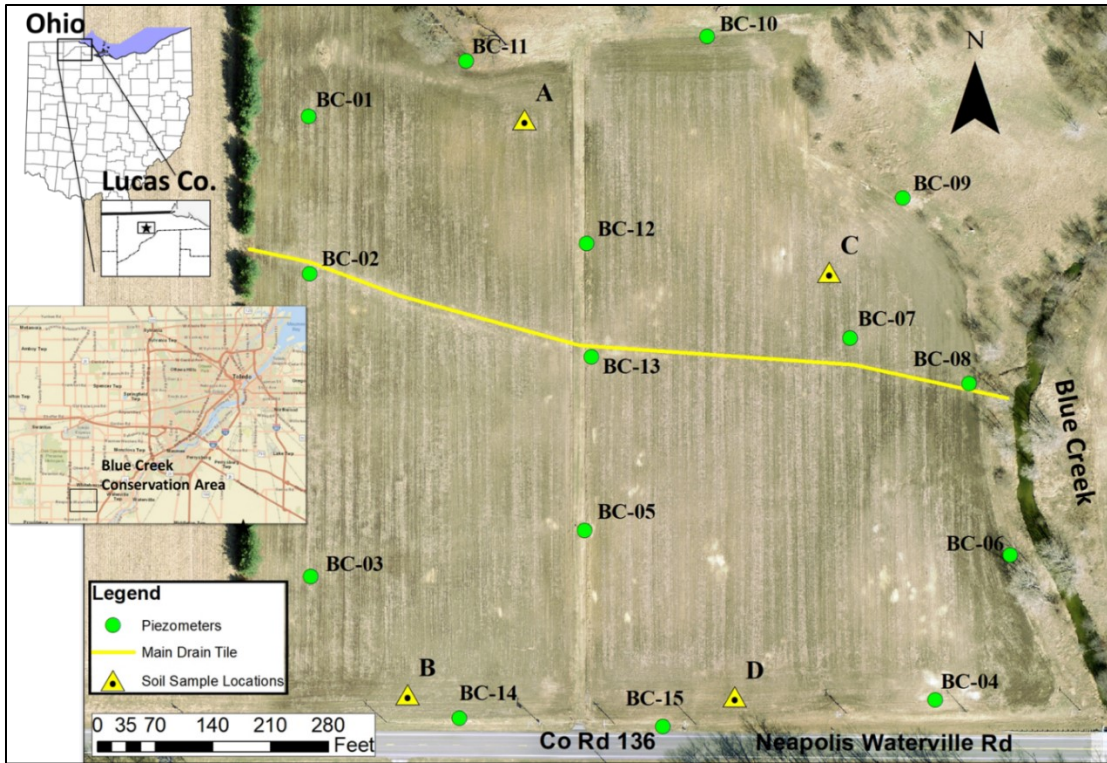 Ohio
Lucas Co.
BC-10
BC-11
N
A
BC-01
BC-09
BC-12
C
BC-02
BC-07
BC-13
BC-08
Blue Creek
Toledo
Blue Creek
Conservation Area
BC-05
BC-06
BC-03
Legend
Piezometers
Main Drain Tile
Soil Sample Locations
B
D
BC-14
BC-15
BC-04
0 35 70 140 210 280
Feet
Co Rd 136 Neapolis Waterville Rd